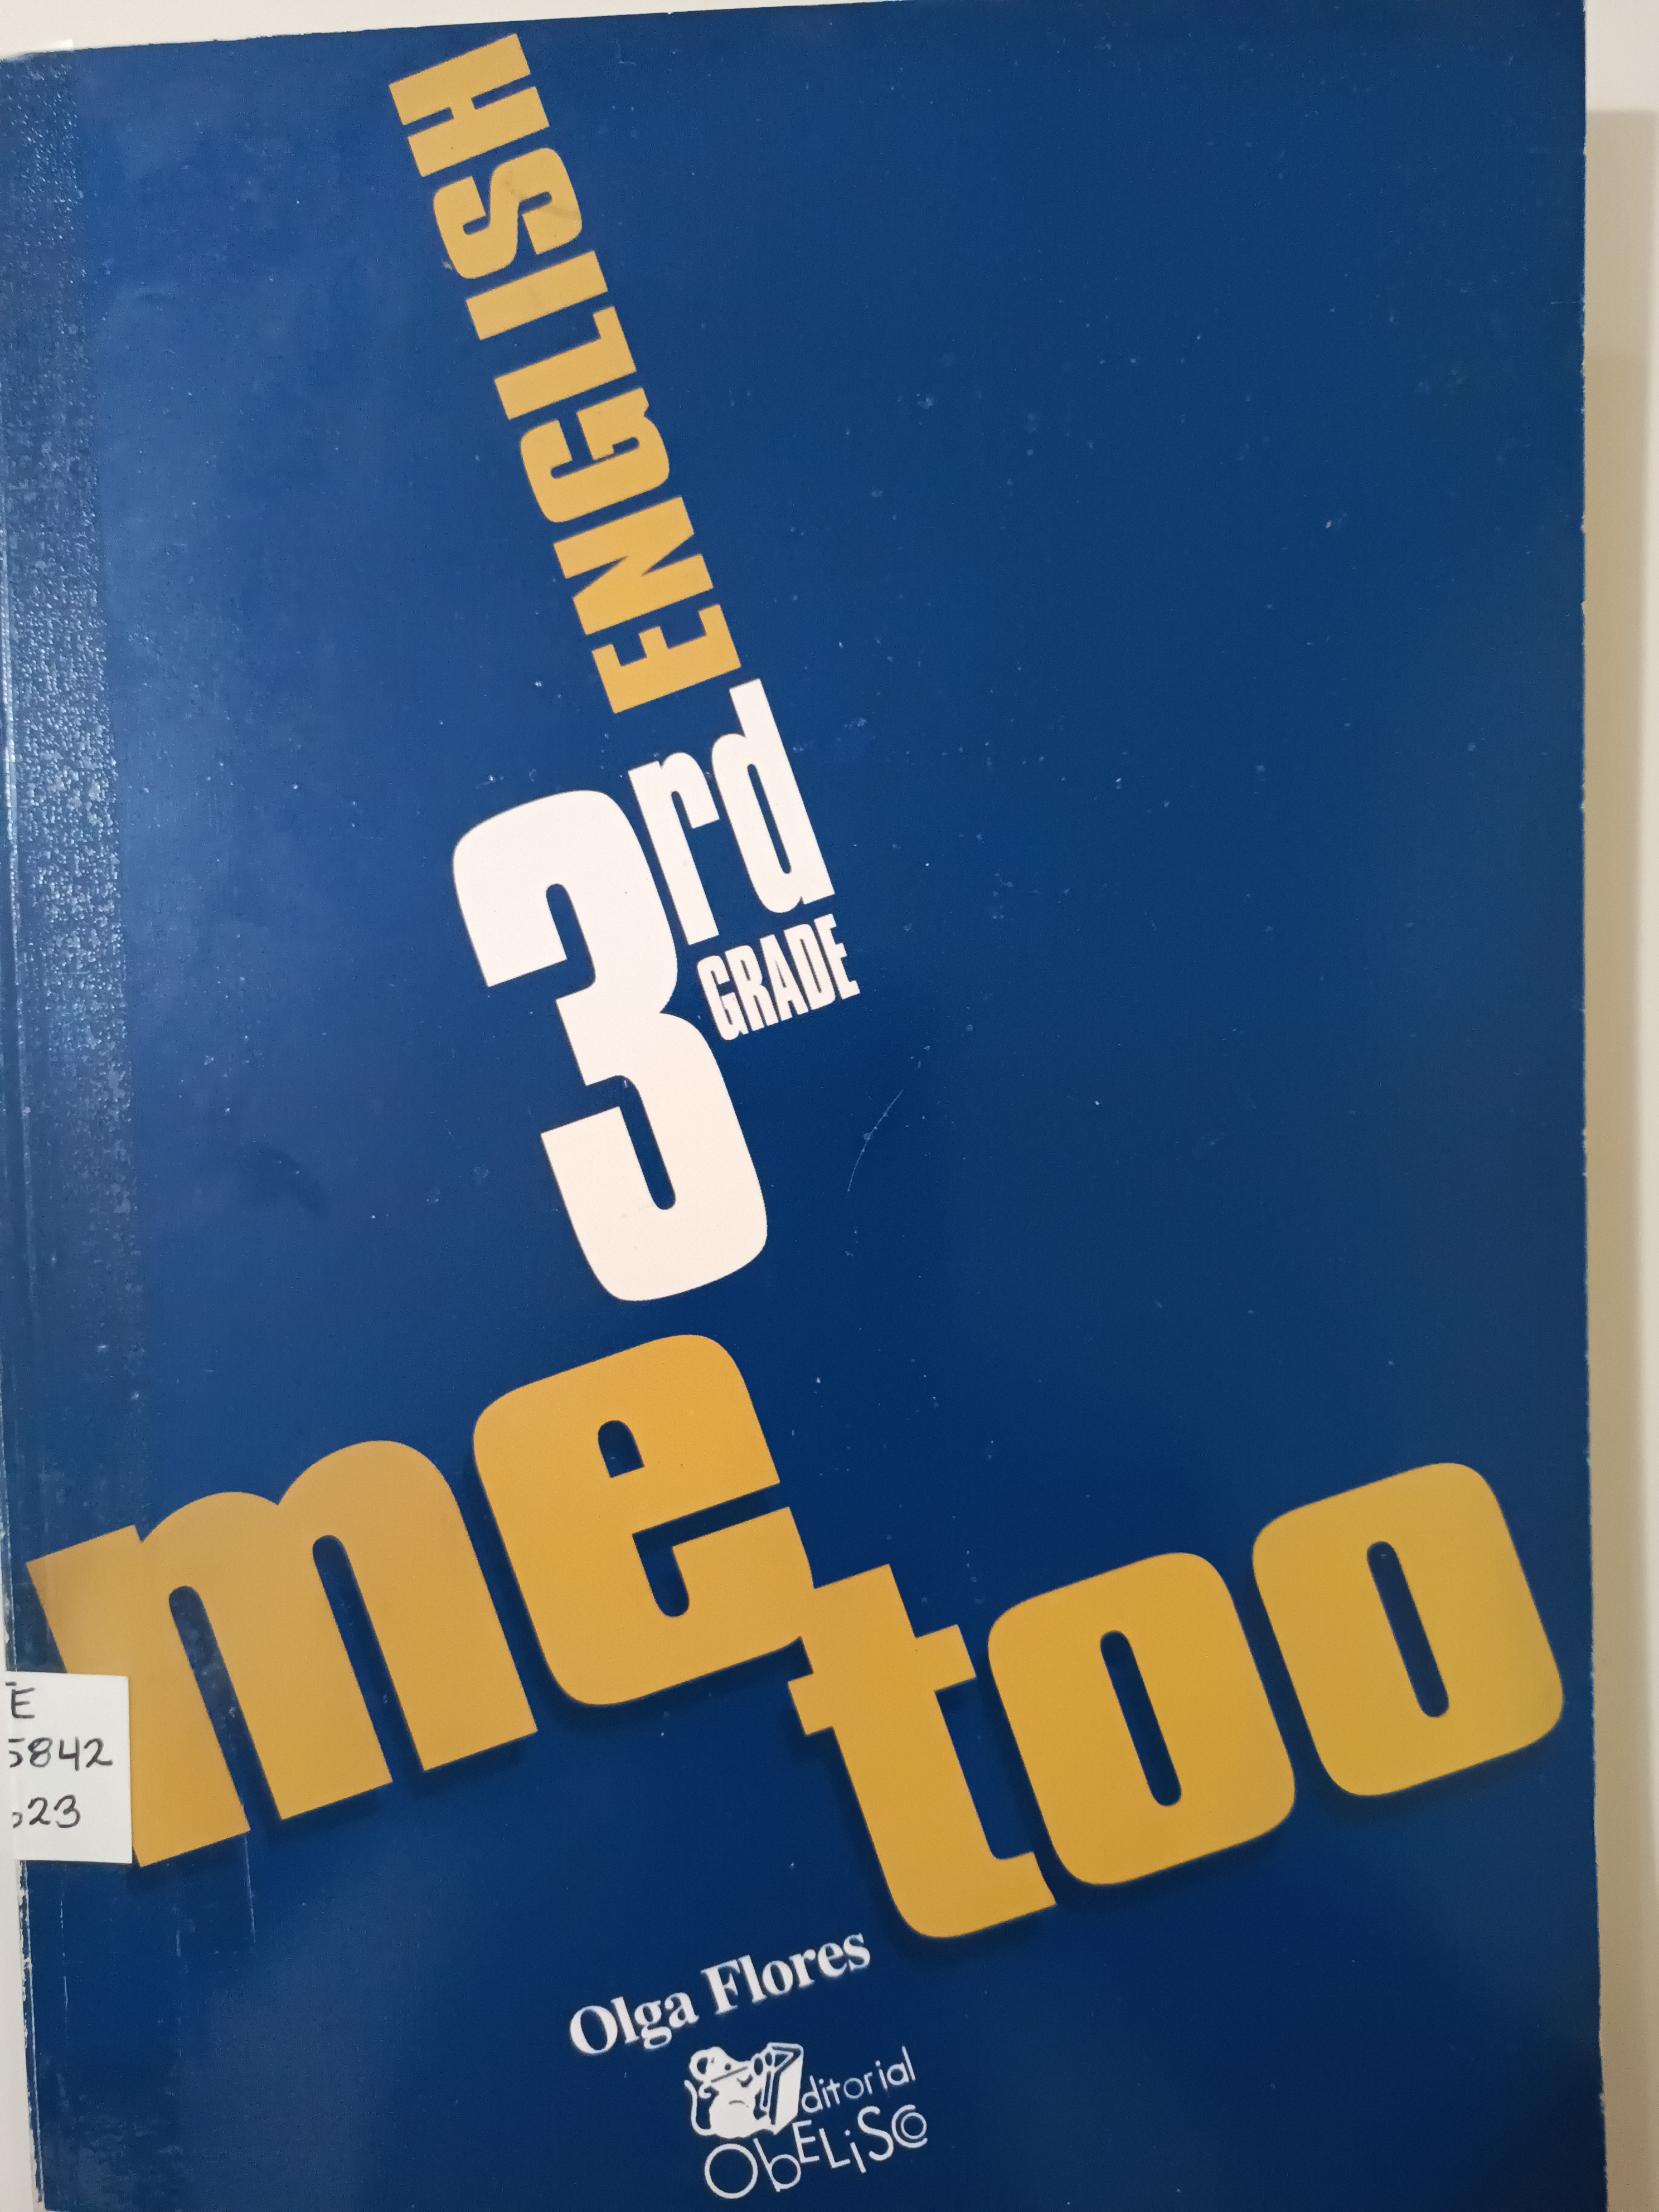 ENGLISH
3rd
GRADE
me
too
E
5842
23
Olga Flores
Editorial
ObELiSCO